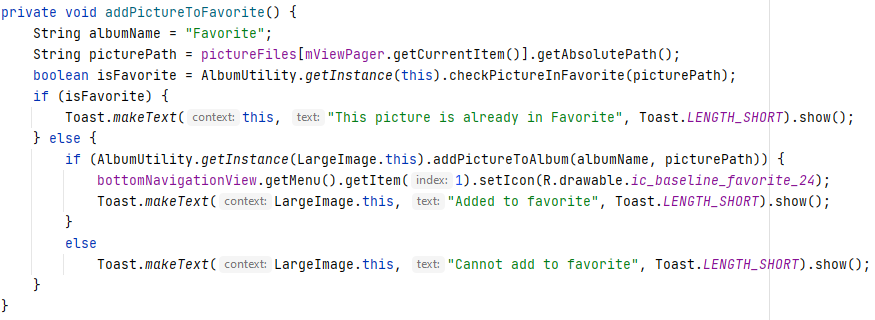 private void addPictureToFavorite() {
String albumName = "Favorite";
String picturePath = pictureFiles[mViewPager.getCurrentItem()].getAbsolutePath();
boolean isFavorite = AlbumUtility.getInstance(this).checkPictureInFavorite(picturePath);
if (isFavorite) {
Toast.makeText( context: this, text: "This picture is already in Favorite", Toast.LENGTH_SHORT).show();
} else {
if (AlbumUtility.getInstance(LargeImage.this).addPictureToAlbum(albumName, picturePath)) {
bottomNavigationView.getMenu().getItem( index: 1).setIcon(R.drawable.ic_baseline_favorite_24);
Toast.makeText( context: LargeImage.this, text: "Added to favorite", Toast.LENGTH_SHORT).show();
}
else
Toast.makeText( context: LargeImage.this, text: "Cannot add to favorite", Toast.LENGTH_SHORT).show();
}
}